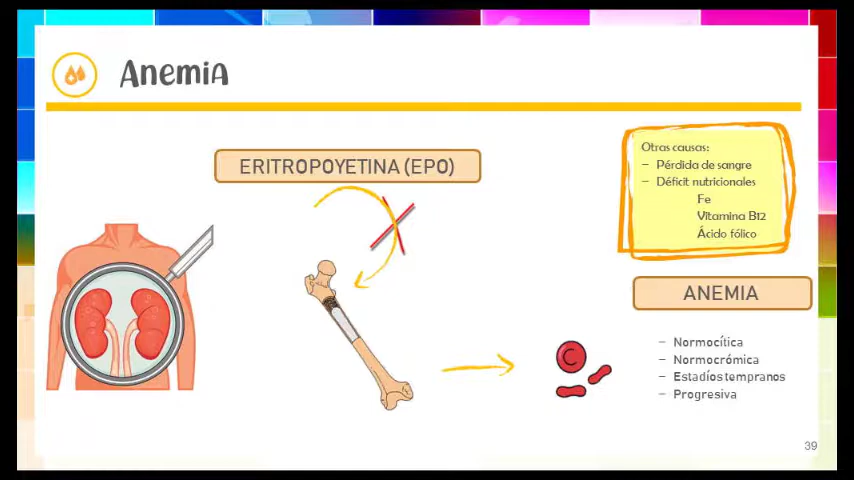 Anemia
ERITROPOYETINA (EPO)
Otras causas:
– Pérdida de sangre
– Déficit nutricionales
Fe
Vitamina B12
Ácido fólico
ANEMIA
– Normocítica
– Normocrómica
– Estadíos tempranos
– Progresiva
39